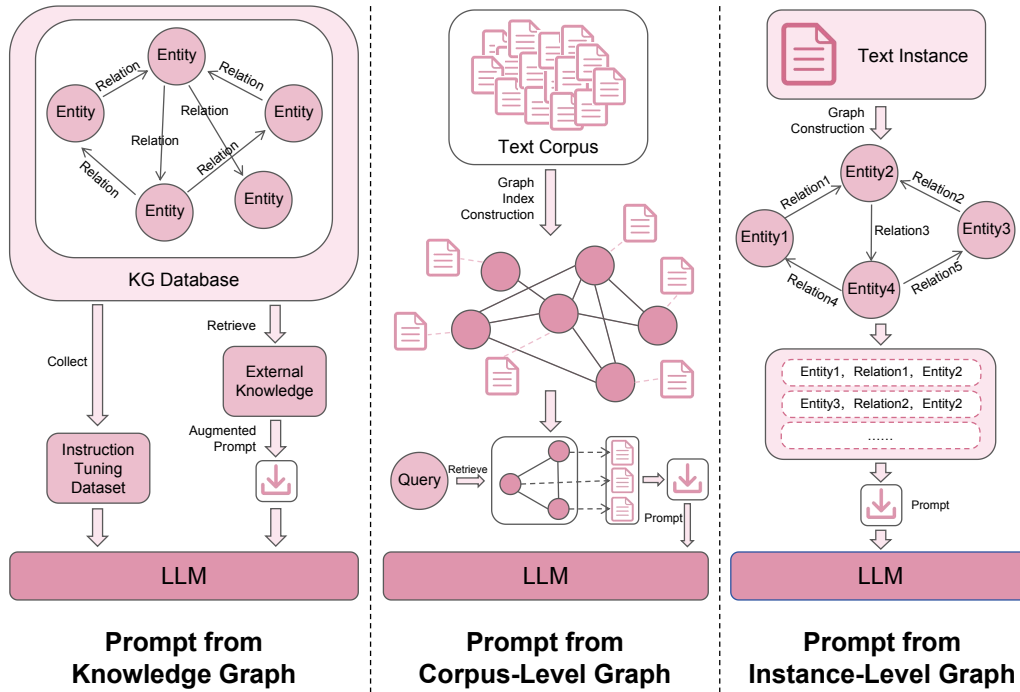 Entity
Relation
Relation
Entity
Entity
Relation
Relation
Relation
Relation
Entity
Entity
KG Database
Collect
Retrieve
External
Knowledge
Augmented
Prompt
Instruction
Tuning
Dataset
LLM
Prompt from
Knowledge Graph
Text Corpus
Graph
Index
Construction
Query
Retrieve
Prompt
LLM
Prompt from
Corpus-Level Graph
Text Instance
Graph
Construction
Entity2
Relation1
Relation2
Entity1
Relation3
Entity3
Relation4
Entity4
Relation5
Entity1, Relation1, Entity2
Entity3, Relation2, Entity2
......
Prompt
LLM
Prompt from
Instance-Level Graph